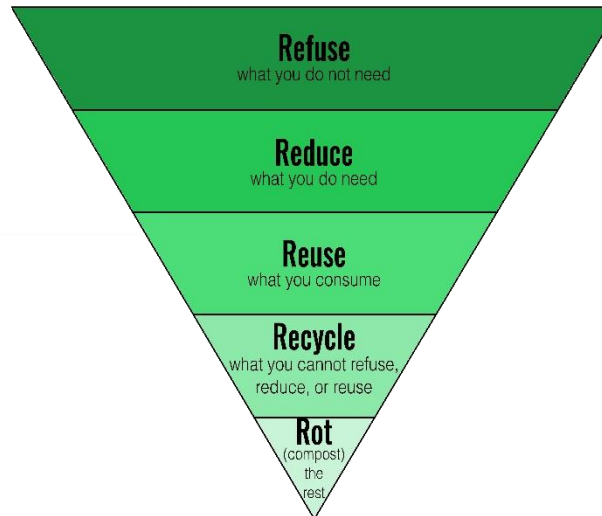 Refuse
what you do not need
Reduce
what you do need
Reuse
what you consume
Recycle
what you cannot refuse,
reduce, or reuse
Rot
(compost)
the
rest